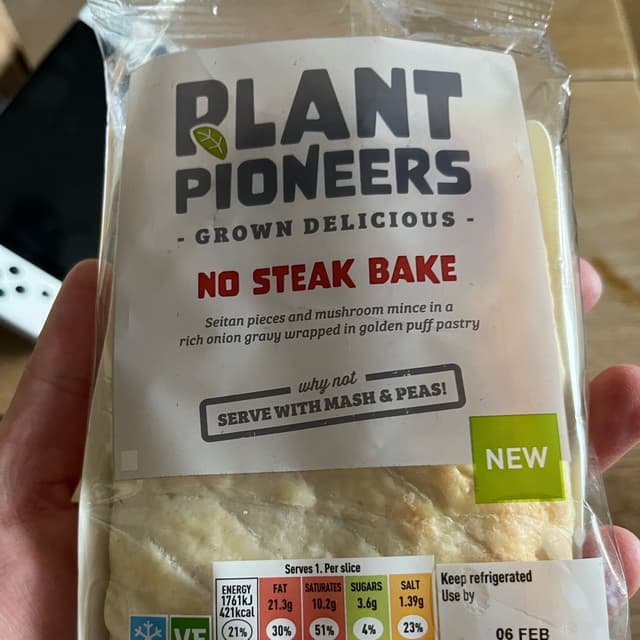 PLANT
PIONEERS
- GROWN DELICIOUS -
NO STEAK BAKE
Seitan pieces and mushroom mince in a
rich onion gravy wrapped in golden puff pastry
why not
SERVE WITH MASH & PEAS!
NEW
Serves 1. Per slice
ENERGY 1761kJ 421kcal 21%
FAT 21.3g 30%
SATURATES 10.2g 51%
SUGARS 3.6g 4%
SALT 1.39g 23%
Keep refrigerated
Use by
06 FEB